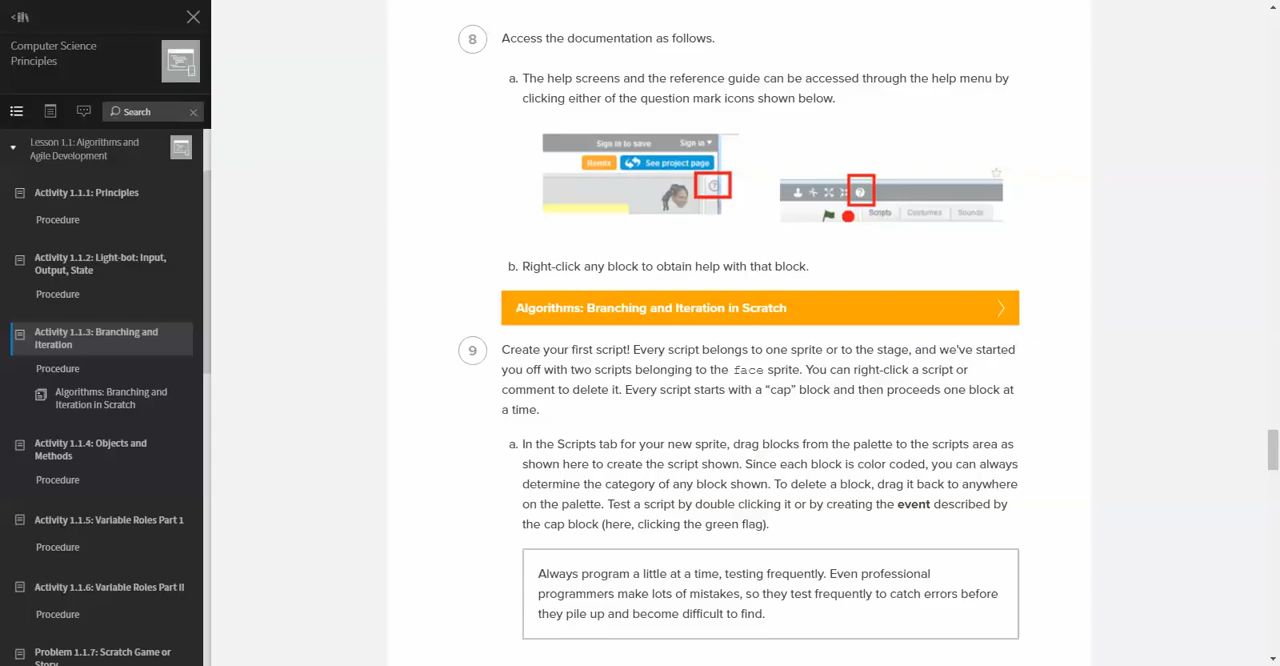 Computer Science
Principles
Search
Lesson 1.1: Algorithms and
Agile Development
Activity 1.1.1: Principles
Procedure
Activity 1.1.2: Light-bot: Input,
Output, State
Procedure
Activity 1.1.3: Branching and
Iteration
Procedure
Algorithms: Branching and
Iteration in Scratch
Activity 1.1.4: Objects and
Methods
Procedure
Activity 1.1.5: Variable Roles Part 1
Procedure
Activity 1.1.6: Variable Roles Part II
Procedure
Problem 1.1.7: Scratch Game or
Story
8
Access the documentation as follows.
a. The help screens and the reference guide can be accessed through the help menu by
clicking either of the question mark icons shown below.
Sign in to save Sign in
Remix See project page
?
?
Scripts Costumes Sounds
b. Right-click any block to obtain help with that block.
Algorithms: Branching and Iteration in Scratch
9
Create your first script! Every script belongs to one sprite or to the stage, and we've started
you off with two scripts belonging to the face sprite. You can right-click a script or
comment to delete it. Every script starts with a “cap” block and then proceeds one block at
a time.
a. In the Scripts tab for your new sprite, drag blocks from the palette to the scripts area as
shown here to create the script shown. Since each block is color coded, you can always
determine the category of any block shown. To delete a block, drag it back to anywhere
on the palette. Test a script by double clicking it or by creating the event described by
the cap block (here, clicking the green flag).
Always program a little at a time, testing frequently. Even professional
programmers make lots of mistakes, so they test frequently to catch errors before
they pile up and become difficult to find.